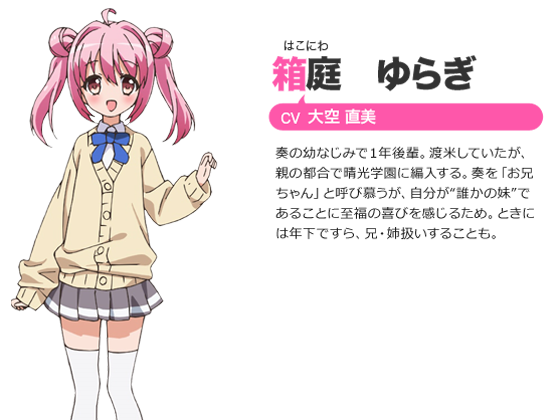 はこにわ
箱庭 ゆらぎ
CV 大空 直美
奏の幼なじみで1年後輩。渡米していたが、
親の都合で晴光学園に編入する。奏を「お兄
ちゃん」と呼び慕うが、自分が“誰かの妹”で
あることに至福の喜びを感じるため。ときに
は年下ですら、兄・姉扱いすることも。